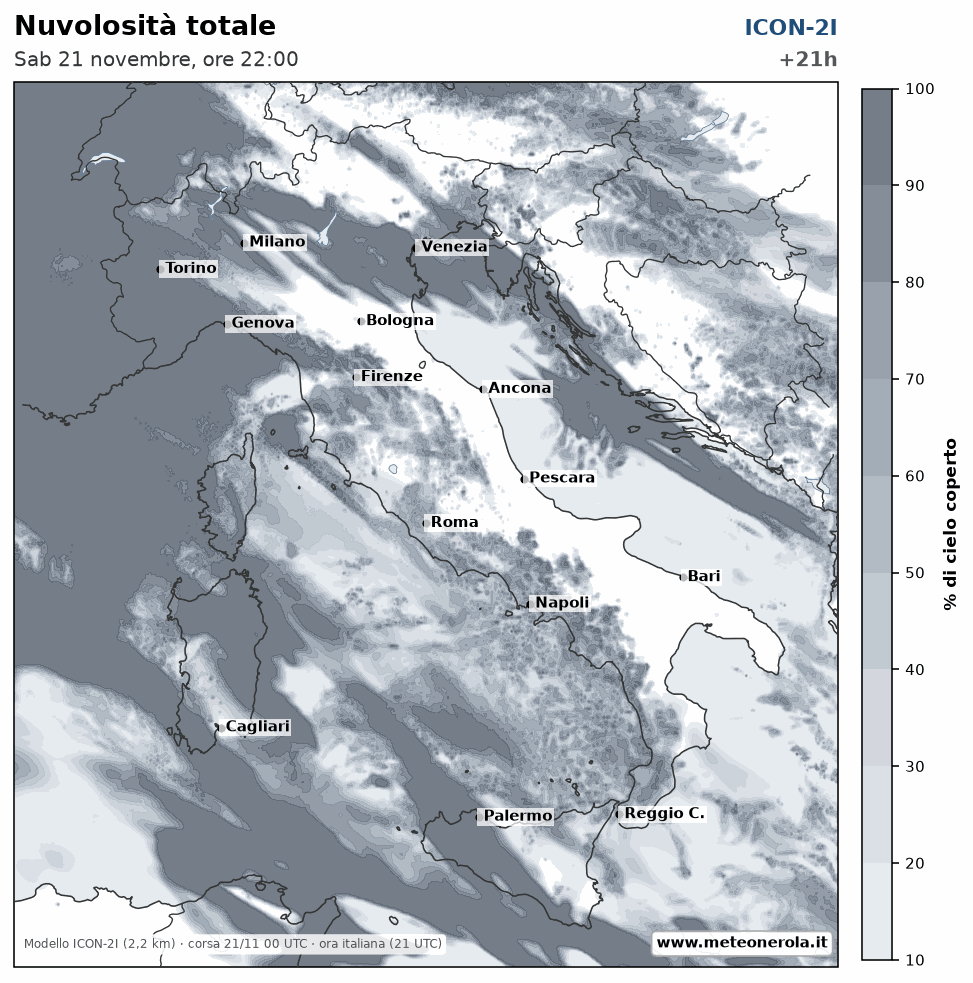 Nuvolosità totale
ICON-2I
Sab 21 novembre, ore 22:00
+21h
100
90
80
70
60
50
40
30
20
10
% di cielo coperto
Milano
Venezia
Torino
Genova
Bologna
Firenze
Ancona
Pescara
Roma
Bari
Napoli
Cagliari
Palermo
Reggio C.
Modello ICON-2I (2,2 km) · corsa 21/11 00 UTC · ora italiana (21 UTC)
www.meteonerola.it